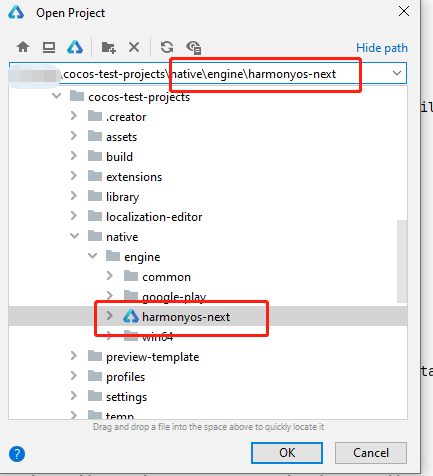 Open Project
Hide path
\cocos-test-projects\native\engine\harmonyos-next
cocos-test-projects
.creator
assets
build
extensions
library
localization-editor
native
engine
common
google-play
harmonyos-next
win64
preview-template
profiles
settings
temp
Drag and drop a file into the space above to quickly locate it
?
OK
Cancel